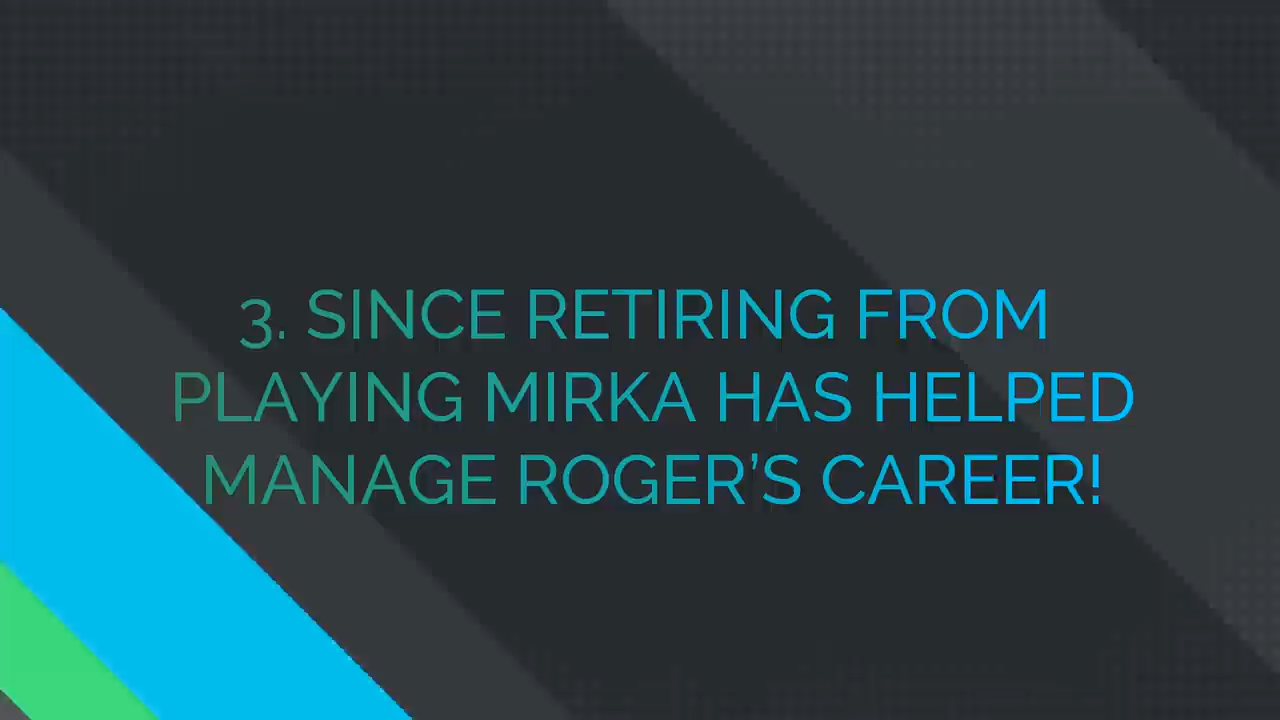 3. SINCE RETIRING FROM
PLAYING MIRKA HAS HELPED
MANAGE ROGER’S CAREER!